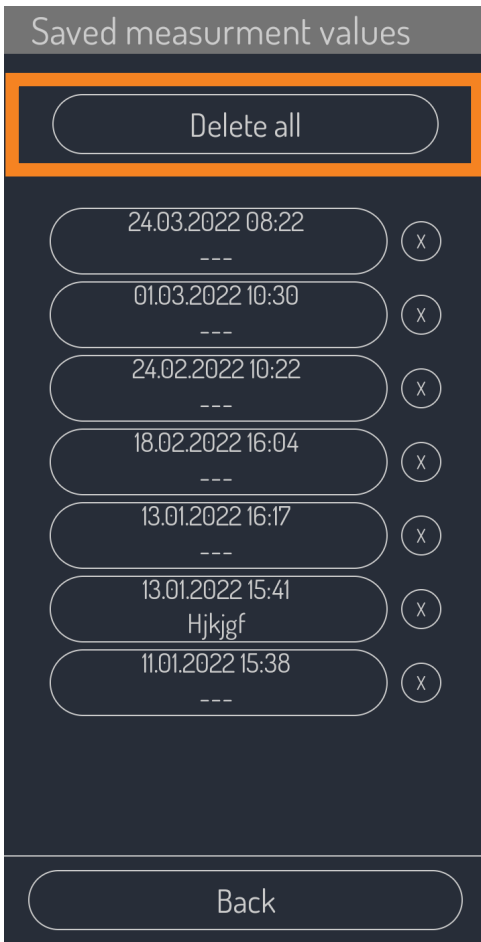 Saved measurment values
Delete all
24.03.2022 08:22
---
X
01.03.2022 10:30
---
X
24.02.2022 10:22
---
X
18.02.2022 16:04
---
X
13.01.2022 16:17
---
X
13.01.2022 15:41
Hjkjgf
X
11.01.2022 15:38
---
X
Back